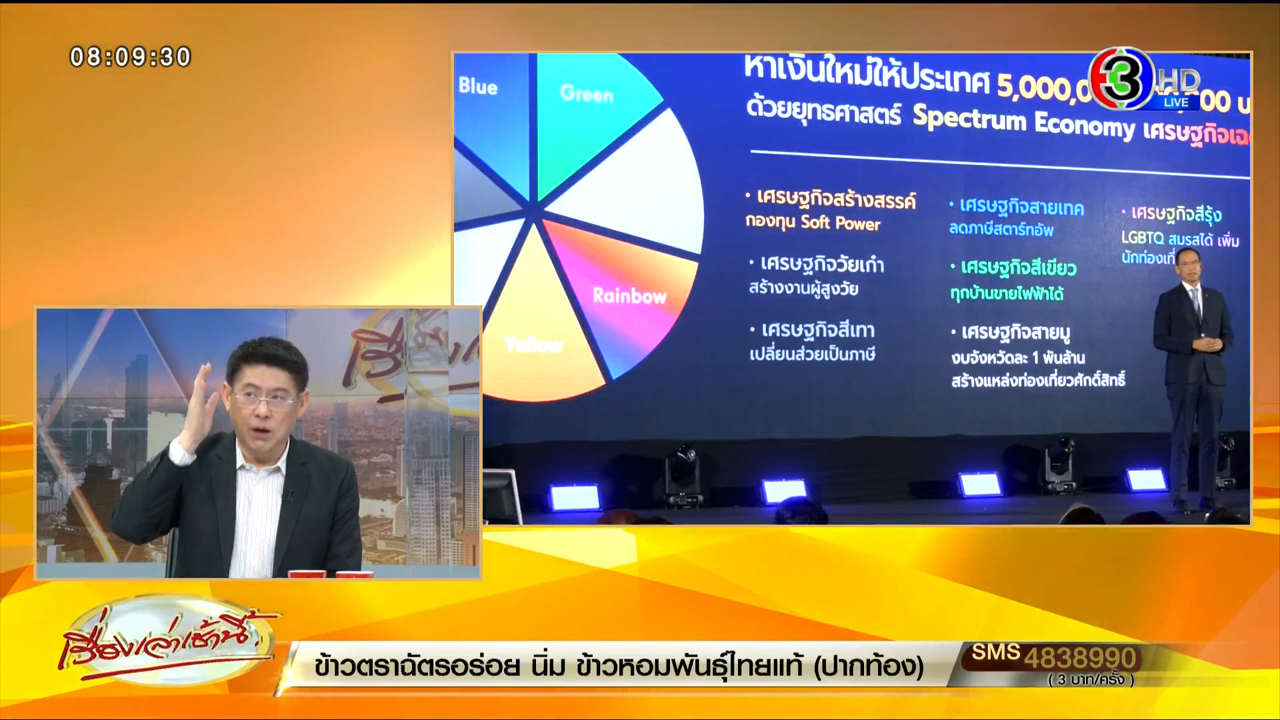 08:09:30
3 HD
LIVE
Blue
Green
Rainbow
Yellow
หาเงินใหม่ให้ประเทศ
ด้วยยุทธศาสตร์ Spectrum Economy
• เศรษฐกิจสร้างสรรค์
กองทุน Soft Power
• เศรษฐกิจวัยเก๋า
สร้างงานผู้สูงวัย
• เศรษฐกิจสีเทา
เปลี่ยนส่วยเป็นภาษี
• เศรษฐกิจสายเทค
ลดภาษีสตาร์ทอัพ
• เศรษฐกิจสีเขียว
ทุกบ้านขายไฟฟ้าได้
• เศรษฐกิจสายมู
งบจังหวัดละ 1 พันล้าน
สร้างแหล่งท่องเที่ยวศักดิ์สิทธิ์
• เศรษฐกิจสีรุ้ง
LGBTQ สมรสได้ เพิ่ม
เรื่องเล่าเช้านี้
ข้าวตราฉัตรอร่อย นิ่ม ข้าวหอมพันธุ์ไทยแท้ (ปากท้อง)
SMS 4838990
( 3 บาท/ครั้ง )